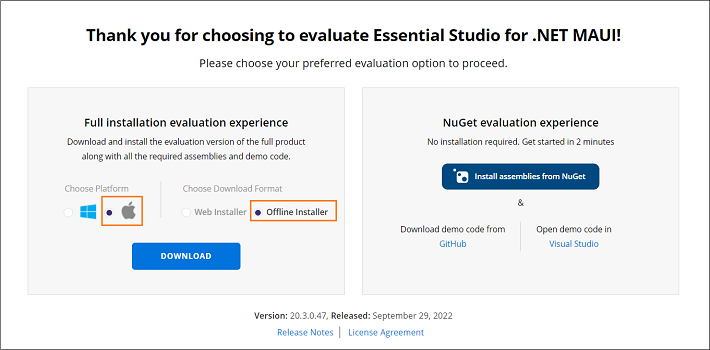 Thank you for choosing to evaluate Essential Studio for .NET MAUI!
Please choose your preferred evaluation option to proceed.
Full installation evaluation experience
Download and install the evaluation version of the full product
along with all the required assemblies and demo code.
Choose Platform
Choose Download Format
Web Installer
Offline Installer
DOWNLOAD
NuGet evaluation experience
No installation required. Get started in 2 minutes
Install assemblies from NuGet
&
Download demo code from
GitHub
Open demo code in
Visual Studio
Version: 20.3.0.47, Released: September 29, 2022
Release Notes | License Agreement